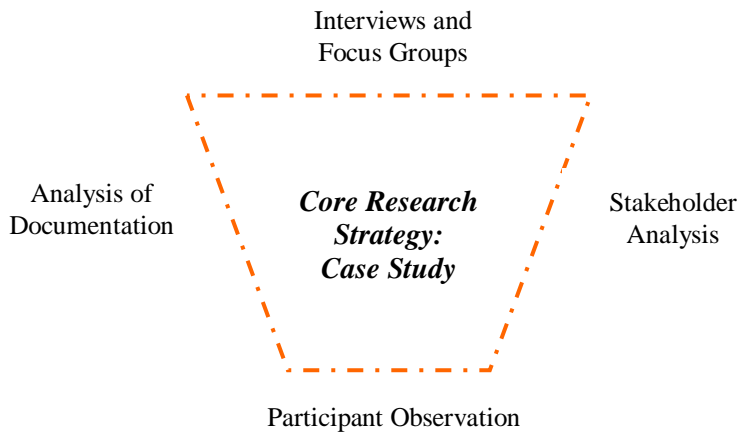 Interviews and
Focus Groups
Analysis of
Documentation
Core Research
Strategy:
Case Study
Stakeholder
Analysis
Participant Observation